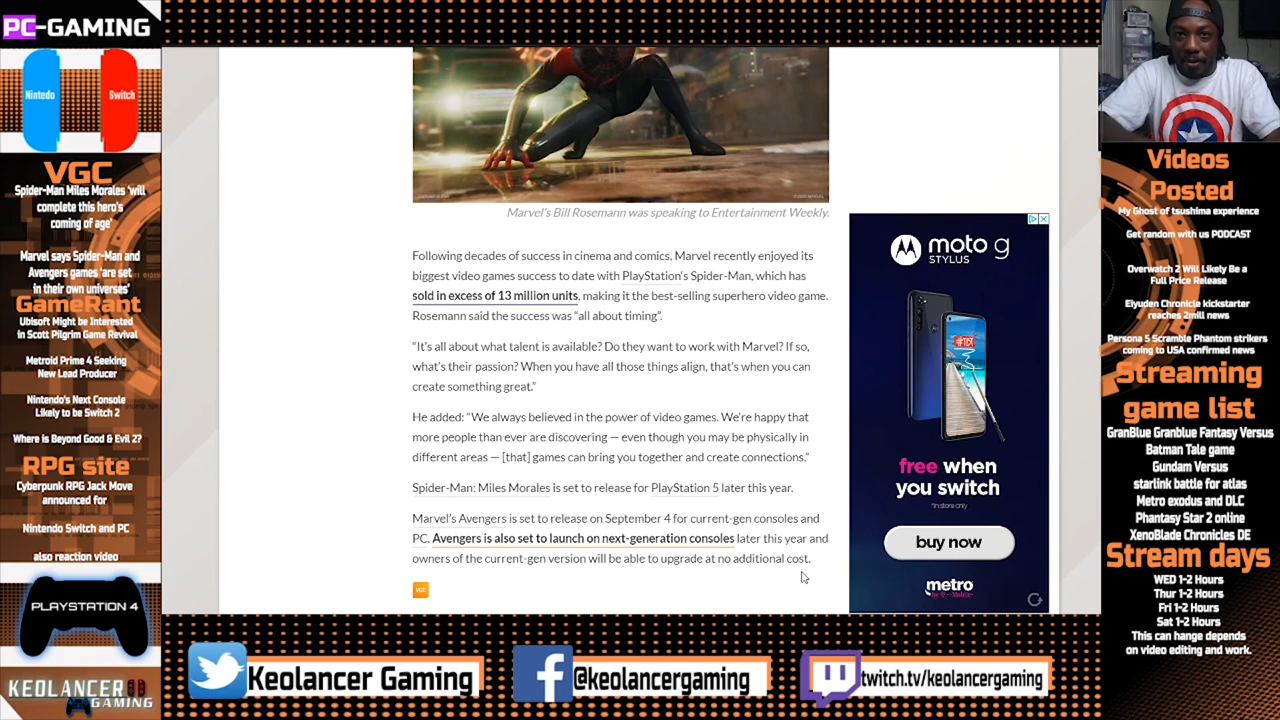 PC-GAMING
Nintedo
Switch
VGC
Spider-Man Miles Morales 'will
complete this hero's
coming of age'
Marvel says Spider-Man and
Avengers games 'are set
in their own universes'
GameRant
Ubisoft Might be Interested
in Scott Pilgrim Game Revival
Metroid Prime 4 Seeking
New Lead Producer
Nintendo's Next Console
Likely to be Switch 2
Where is Beyond Good & Evil 2?
RPG site
Cyberpunk RPG Jack Move
announced for
Nintendo Switch and PC
also reaction video
PLAYSTATION 4
KEOLANCER
GAMING
Marvel's Bill Rosemann was speaking to Entertainment Weekly.
Following decades of success in cinema and comics, Marvel recently enjoyed its
biggest video games success to date with PlayStation's Spider-Man, which has
sold in excess of 13 million units, making it the best-selling superhero video game.
Rosemann said the success was "all about timing".
"It's all about what talent is available? Do they want to work with Marvel? If so,
what's their passion? When you have all those things align, that's when you can
create something great."
He added: "We always believed in the power of video games. We're happy that
more people than ever are discovering — even though you may be physically in
different areas — [that] games can bring you together and create connections."
Spider-Man: Miles Morales is set to release for PlayStation 5 later this year.
Marvel's Avengers is set to release on September 4 for current-gen consoles and
PC. Avengers is also set to launch on next-generation consoles later this year and
owners of the current-gen version will be able to upgrade at no additional cost.
VGC
moto g
STYLUS
free when
you switch
*in store only
buy now
metro
by T-Mobile
Videos
Posted
My Ghost of tsushima experience
Get random with us PODCAST
Overwatch 2 Will Likely Be a
Full Price Release
Eiyuden Chronicle kickstarter
reaches 2mill news
Persona 5 Scramble Phantom strikers
coming to USA confirmed news
Streaming
game list
GranBlue Granblue Fantasy Versus
Batman Tale game
Gundam Versus
starlink battle for atlas
Metro exodus and DLC
Phantasy Star 2 online
XenoBlade Chronicles DE
Stream days
WED 1-2 Hours
Thur 1-2 Hours
Fri 1-2 Hours
Sat 1-2 Hours
This can hange depends
on video editing and work.
Keolancer Gaming
@keolancergaming
twitch.tv/keolancergaming